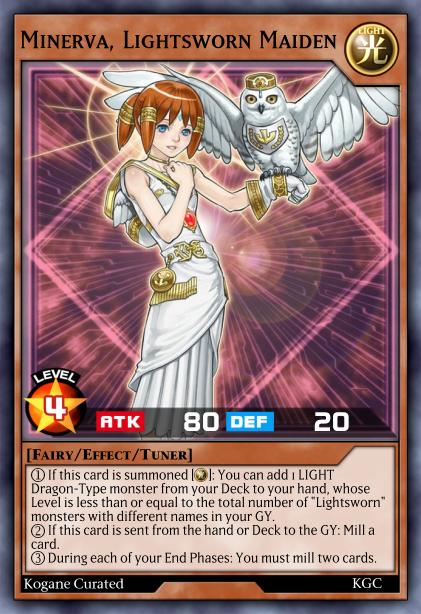 Minerva, Lightsworn Maiden
LIGHT
光
LEVEL
4
ATK 80 DEF 20
[Fairy/Effect/Tuner]
① If this card is summoned [光]: You can add 1 LIGHT
Dragon-Type monster from your Deck to your hand, whose
Level is less than or equal to the total number of "Lightsworn"
monsters with different names in your GY.
② If this card is sent from the hand or Deck to the GY: Mill a
card.
③ During each of your End Phases: You must mill two cards.
Kogane Curated KGC